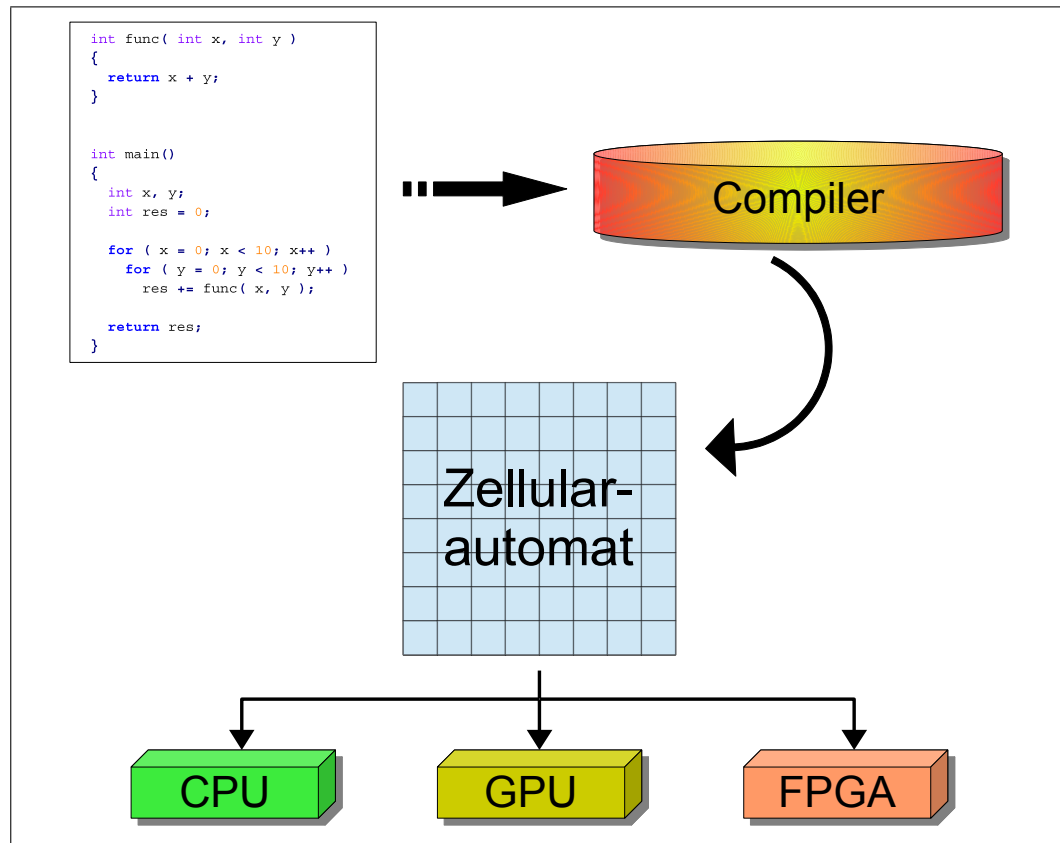 int func( int x, int y )
{
  return x + y;
}
int main()
{
  int x, y;
  int res = 0;
  for ( x = 0; x < 10; x++ )
    for ( y = 0; y < 10; y++ )
      res += func( x, y );
  return res;
}
Compiler
Zellular-
automat
CPU
GPU
FPGA